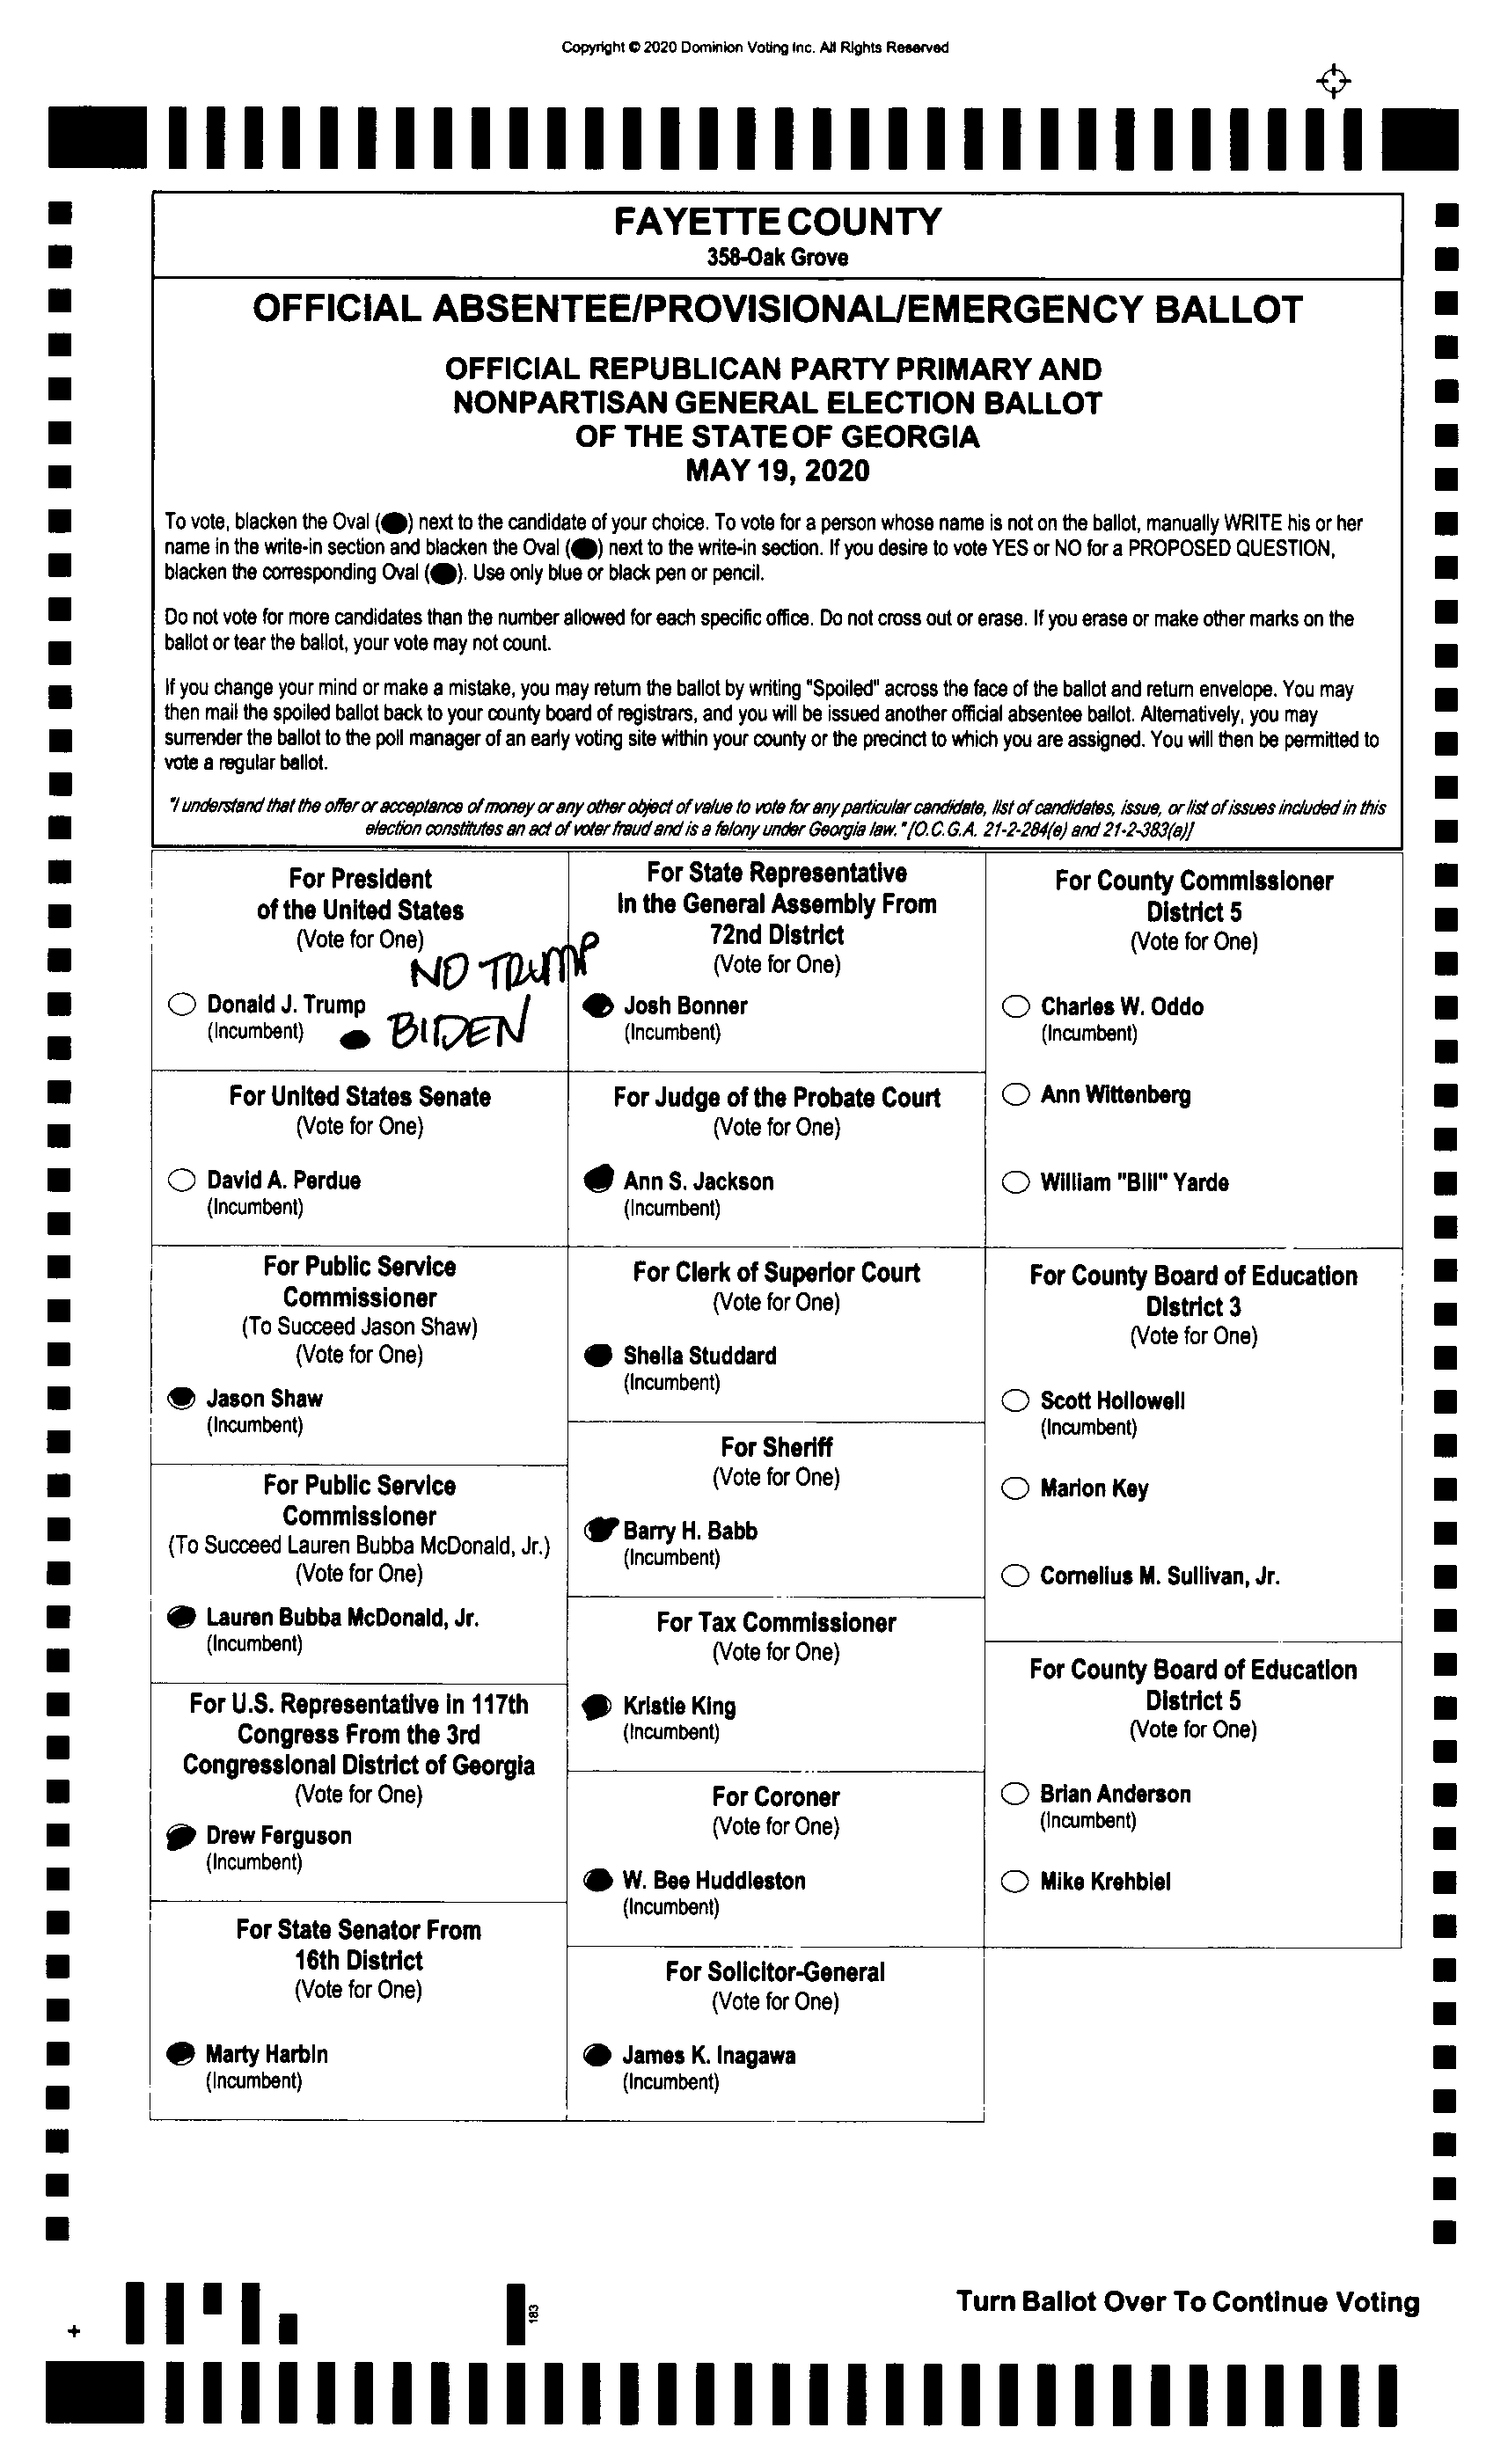 Copyright © 2020 Dominion Voting Inc. All Rights Reserved
FAYETTE COUNTY
358-Oak Grove
OFFICIAL ABSENTEE/PROVISIONAL/EMERGENCY BALLOT
OFFICIAL REPUBLICAN PARTY PRIMARY AND
NONPARTISAN GENERAL ELECTION BALLOT
OF THE STATE OF GEORGIA
MAY 19, 2020
To vote, blacken the Oval (⬬) next to the candidate of your choice. To vote for a person whose name is not on the ballot, manually WRITE his or her
name in the write-in section and blacken the Oval (⬬) next to the write-in section. If you desire to vote YES or NO for a PROPOSED QUESTION,
blacken the corresponding Oval (⬬). Use only blue or black pen or pencil.
Do not vote for more candidates than the number allowed for each specific office. Do not cross out or erase. If you erase or make other marks on the
ballot or tear the ballot, your vote may not count.
If you change your mind or make a mistake, you may return the ballot by writing "Spoiled" across the face of the ballot and return envelope. You may
then mail the spoiled ballot back to your county board of registrars, and you will be issued another official absentee ballot. Alternatively, you may
surrender the ballot to the poll manager of an early voting site within your county or the precinct to which you are assigned. You will then be permitted to
vote a regular ballot.
"I understand that the offer or acceptance of money or any other object of value to vote for any particular candidate, list of candidates, issue, or list of issues included in this
election constitutes an act of voter fraud and is a felony under Georgia law." [O.C.G.A. 21-2-284(e) and 21-2-383(a)]
For President
of the United States
(Vote for One)
NO TRUMP
Donald J. Trump
(Incumbent)
BIDEN
For United States Senate
(Vote for One)
David A. Perdue
(Incumbent)
For Public Service
Commissioner
(To Succeed Jason Shaw)
(Vote for One)
Jason Shaw
(Incumbent)
For Public Service
Commissioner
(To Succeed Lauren Bubba McDonald, Jr.)
(Vote for One)
Lauren Bubba McDonald, Jr.
(Incumbent)
For U.S. Representative in 117th
Congress From the 3rd
Congressional District of Georgia
(Vote for One)
Drew Ferguson
(Incumbent)
For State Senator From
16th District
(Vote for One)
Marty Harbin
(Incumbent)
For State Representative
In the General Assembly From
72nd District
(Vote for One)
Josh Bonner
(Incumbent)
For Judge of the Probate Court
(Vote for One)
Ann S. Jackson
(Incumbent)
For Clerk of Superior Court
(Vote for One)
Sheila Studdard
(Incumbent)
For Sheriff
(Vote for One)
Barry H. Babb
(Incumbent)
For Tax Commissioner
(Vote for One)
Kristie King
(Incumbent)
For Coroner
(Vote for One)
W. Bee Huddleston
(Incumbent)
For Solicitor-General
(Vote for One)
James K. Inagawa
(Incumbent)
For County Commissioner
District 5
(Vote for One)
Charles W. Oddo
(Incumbent)
Ann Wittenberg
William "Bill" Yarde
For County Board of Education
District 3
(Vote for One)
Scott Hollowell
(Incumbent)
Marion Key
Cornelius M. Sullivan, Jr.
For County Board of Education
District 5
(Vote for One)
Brian Anderson
(Incumbent)
Mike Krehbiel
183
Turn Ballot Over To Continue Voting